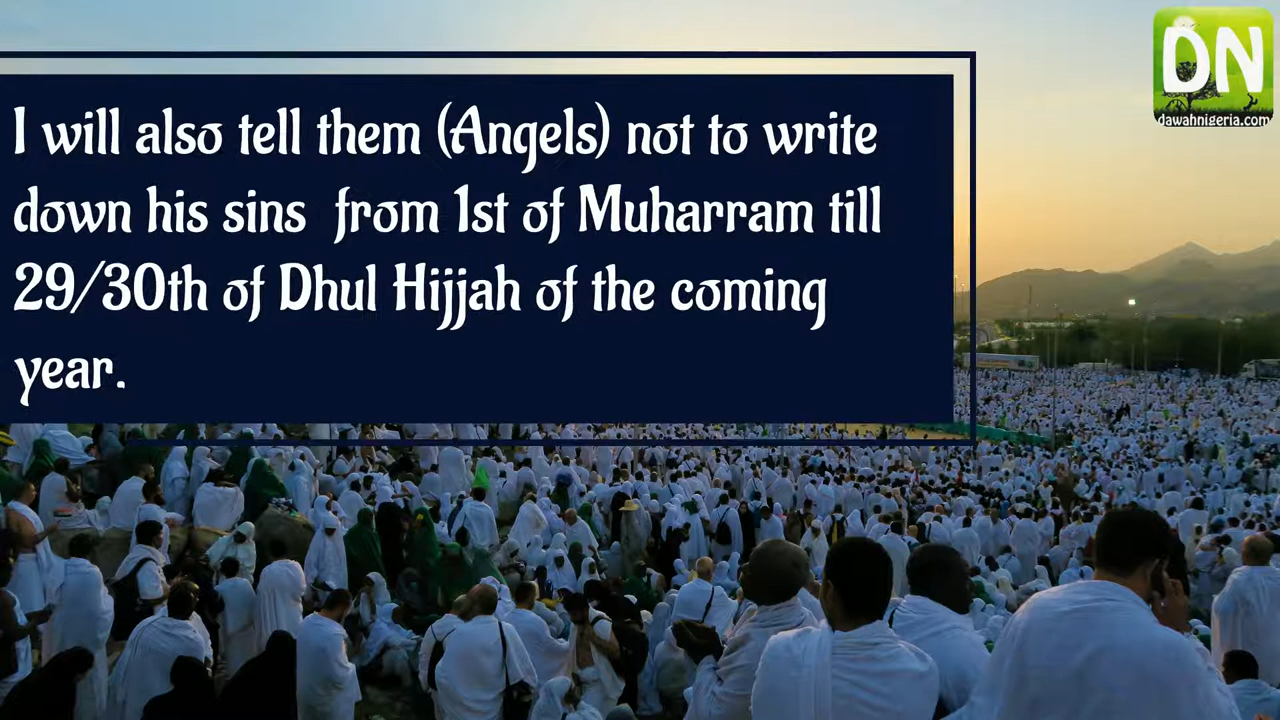 DN
dawahnigeria.com
I will also tell them (Angels) not to write
down his sins  from 1st of Muharram till
29/30th of Dhul Hijjah of the coming
year.